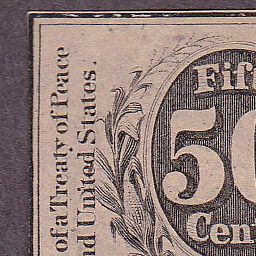 of a Treaty of Peace
nd United States.
Fif
50
Cen